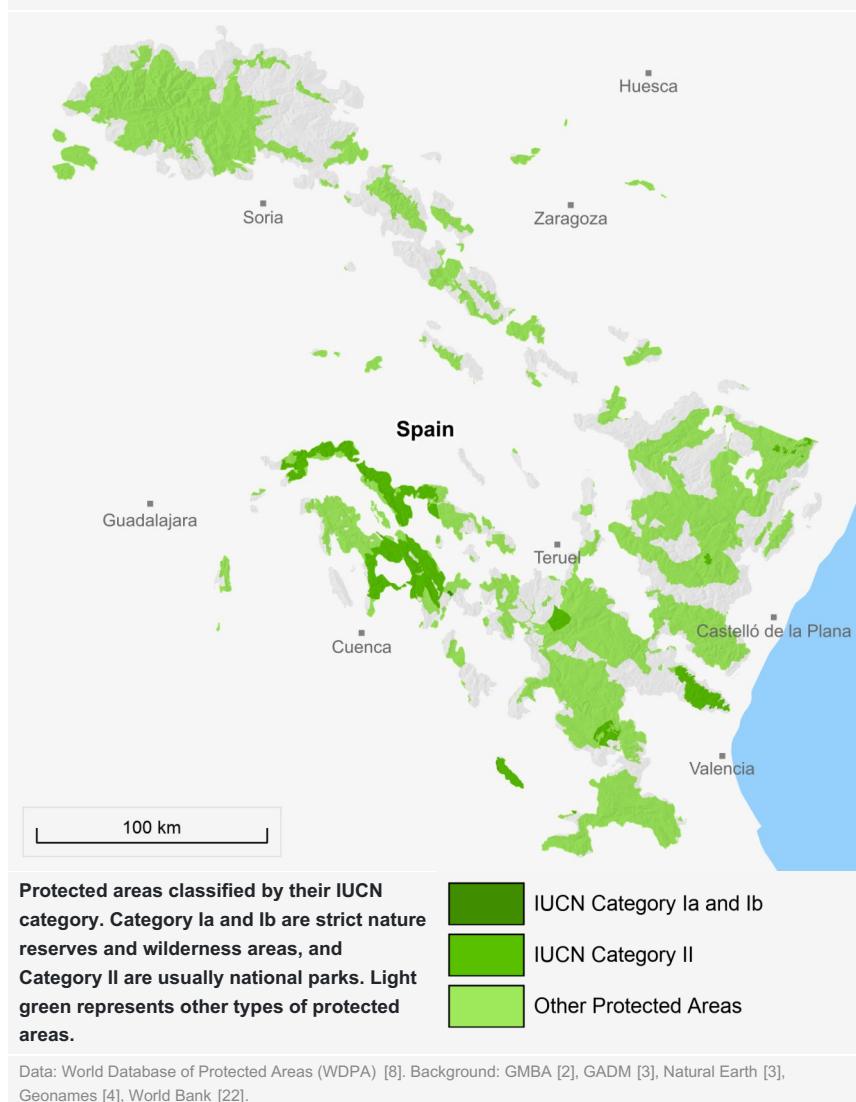 Huesca
Soria
Zaragoza
Spain
Guadalajara
Teruel
Cuenca
Castelló de la Plana
Valencia
100 km
Protected areas classified by their IUCN
category. Category Ia and Ib are strict nature
reserves and wilderness areas, and
Category II are usually national parks. Light
green represents other types of protected
areas.
IUCN Category Ia and Ib
IUCN Category II
Other Protected Areas
Data: World Database of Protected Areas (WDPA) [8]. Background: GMBA [2], GADM [3], Natural Earth [3],
Geonames [4], World Bank [22].